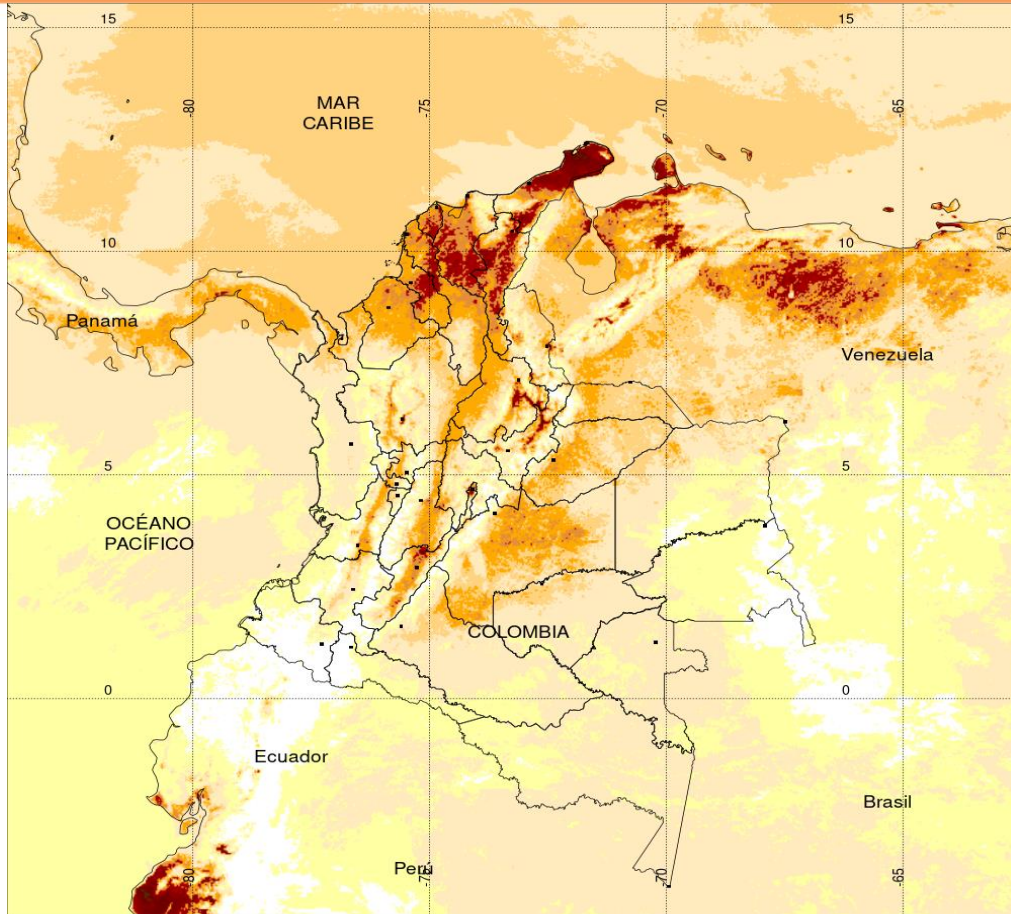 15
15
-80
-75
-70
-65
MAR
CARIBE
10
10
Panamá
Venezuela
5
5
OCÉANO
PACÍFICO
COLOMBIA
0
0
Ecuador
Brasil
Perú
-80
-75
-70
-65